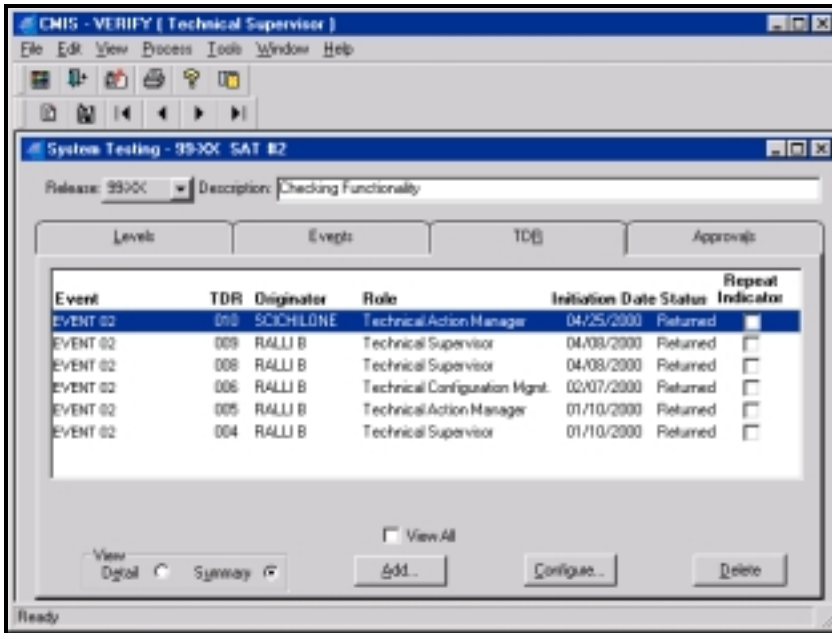 CMIS - VERIFY ( Technical Supervisor )
File Edit View Process Tools Window Help
System Testing - 99-XX SAT #2
Release: 99-XX Description: Checking Functionality
Levels Events TDR Approvals
Event TDR Originator Role Initiation Date Status Repeat Indicator
EVENT 02 010 SCICHILONE Technical Action Manager 04/25/2000 Returned
EVENT 02 009 RALLI B Technical Supervisor 04/08/2000 Returned
EVENT 02 008 RALLI B Technical Supervisor 04/08/2000 Returned
EVENT 02 006 RALLI B Technical Configuration Mgmt. 02/07/2000 Returned
EVENT 02 005 RALLI B Technical Action Manager 01/10/2000 Returned
EVENT 02 004 RALLI B Technical Supervisor 01/10/2000 Returned
View All
View
Detail Summary Add... Configure... Delete
Ready